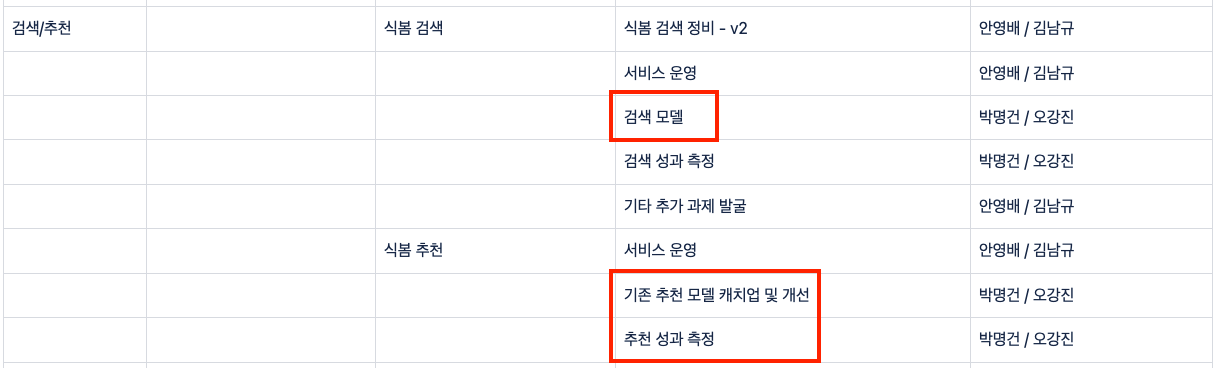 검색/추천 식봄 검색 식봄 검색 정비 - v2 안영배 / 김남규
서비스 운영 안영배 / 김남규
검색 모델 박명건 / 오강진
검색 성과 측정 박명건 / 오강진
기타 추가 과제 발굴 안영배 / 김남규
식봄 추천 서비스 운영 안영배 / 김남규
기존 추천 모델 캐치업 및 개선 박명건 / 오강진
추천 성과 측정 박명건 / 오강진